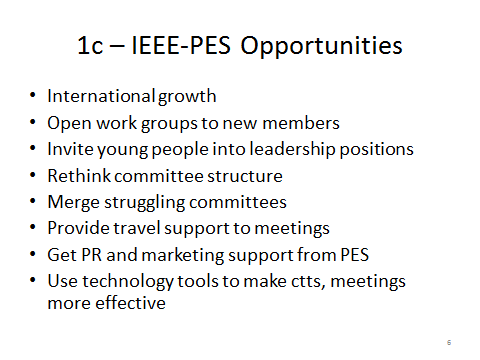 1c – IEEE-PES Opportunities
• International growth
• Open work groups to new members
• Invite young people into leadership positions
• Rethink committee structure
• Merge struggling committees
• Provide travel support to meetings
• Get PR and marketing support from PES
• Use technology tools to make ctts, meetings
more effective
6